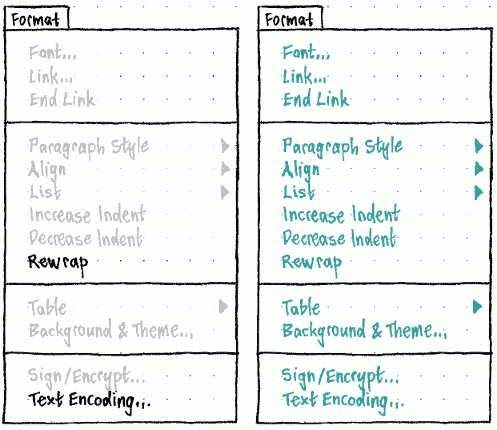 Format
Font...
Link...
End Link
Paragraph Style
Align
List
Increase Indent
Decrease Indent
Rewrap
Table
Background & Theme...
Sign/Encrypt...
Text Encoding...
Format
Font...
Link...
End Link
Paragraph Style
Align
List
Increase Indent
Decrease Indent
Rewrap
Table
Background & Theme...
Sign/Encrypt...
Text Encoding...